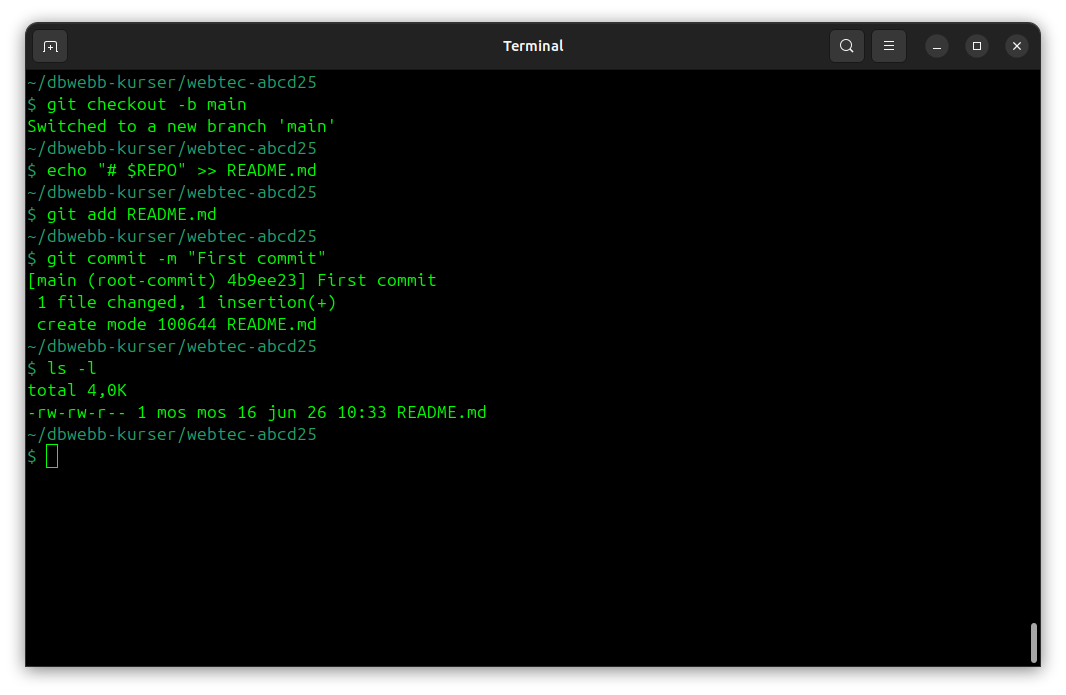 Terminal
~/dbwebb-kurser/webtec-abcd25
$ git checkout -b main
Switched to a new branch 'main'
~/dbwebb-kurser/webtec-abcd25
$ echo "# $REPO" >> README.md
~/dbwebb-kurser/webtec-abcd25
$ git add README.md
~/dbwebb-kurser/webtec-abcd25
$ git commit -m "First commit"
[main (root-commit) 4b9ee23] First commit
 1 file changed, 1 insertion(+)
 create mode 100644 README.md
~/dbwebb-kurser/webtec-abcd25
$ ls -l
total 4,0K
-rw-rw-r-- 1 mos mos 16 jun 26 10:33 README.md
~/dbwebb-kurser/webtec-abcd25
$